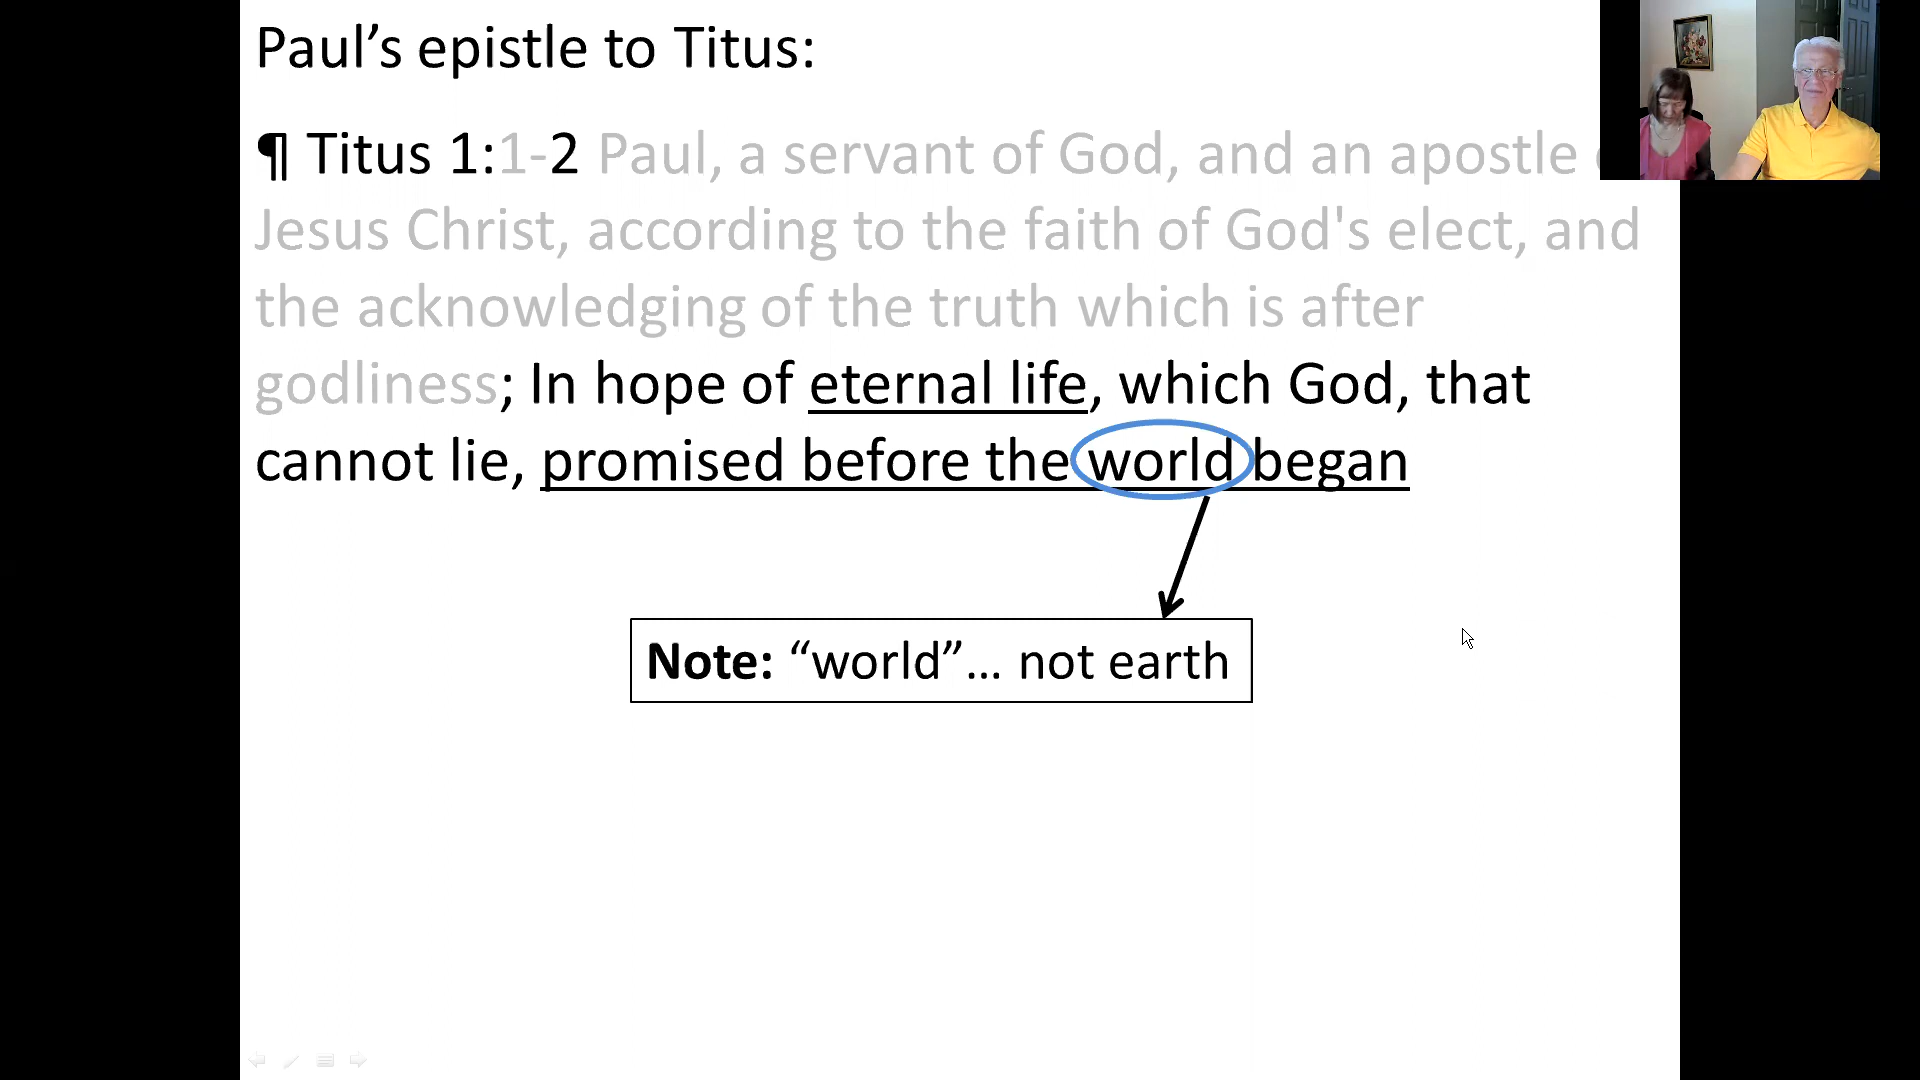 Paul’s epistle to Titus:
¶ Titus 1:1-2 Paul, a servant of God, and an apostle
Jesus Christ, according to the faith of God's elect, and
the acknowledging of the truth which is after
godliness; In hope of eternal life, which God, that
cannot lie, promised before the world began
Note: “world”... not earth